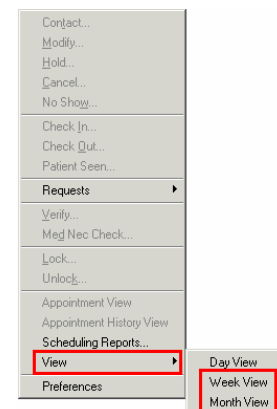 Contact...
Modify...
Hold...
Cancel...
No Show...
Check In...
Check Out...
Patient Seen...
Requests
Verify...
Med Nec Check...
Lock...
Unlock...
Appointment View
Appointment History View
Scheduling Reports...
View
Day View
Preferences
Week View
Month View